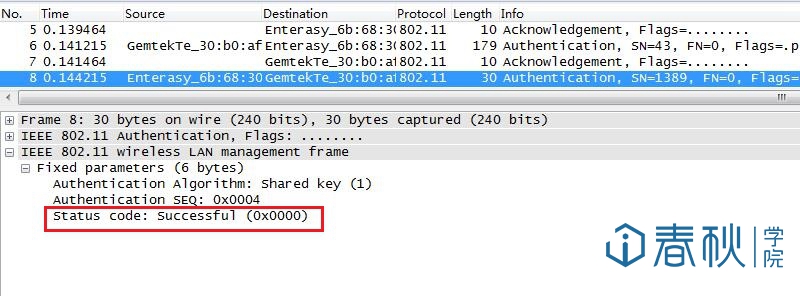 No. Time Source Destination Protocol Length Info
5 0.139464 Enterasy_6b:68:30 802.11 10 Acknowledgement, Flags=........
6 0.141215 GemtekTe_30:b0:af Enterasy_6b:68:30 802.11 179 Authentication, SN=43, FN=0, Flags=.p
7 0.141464 GemtekTe_30:b0:af 802.11 10 Acknowledgement, Flags=........
8 0.144215 Enterasy_6b:68:30 GemtekTe_30:b0:af 802.11 30 Authentication, SN=1389, FN=0, Flags=
Frame 8: 30 bytes on wire (240 bits), 30 bytes captured (240 bits)
IEEE 802.11 Authentication, Flags: ........
IEEE 802.11 wireless LAN management frame
Fixed parameters (6 bytes)
Authentication Algorithm: Shared key (1)
Authentication SEQ: 0x0004
Status code: Successful (0x0000)
春秋学院